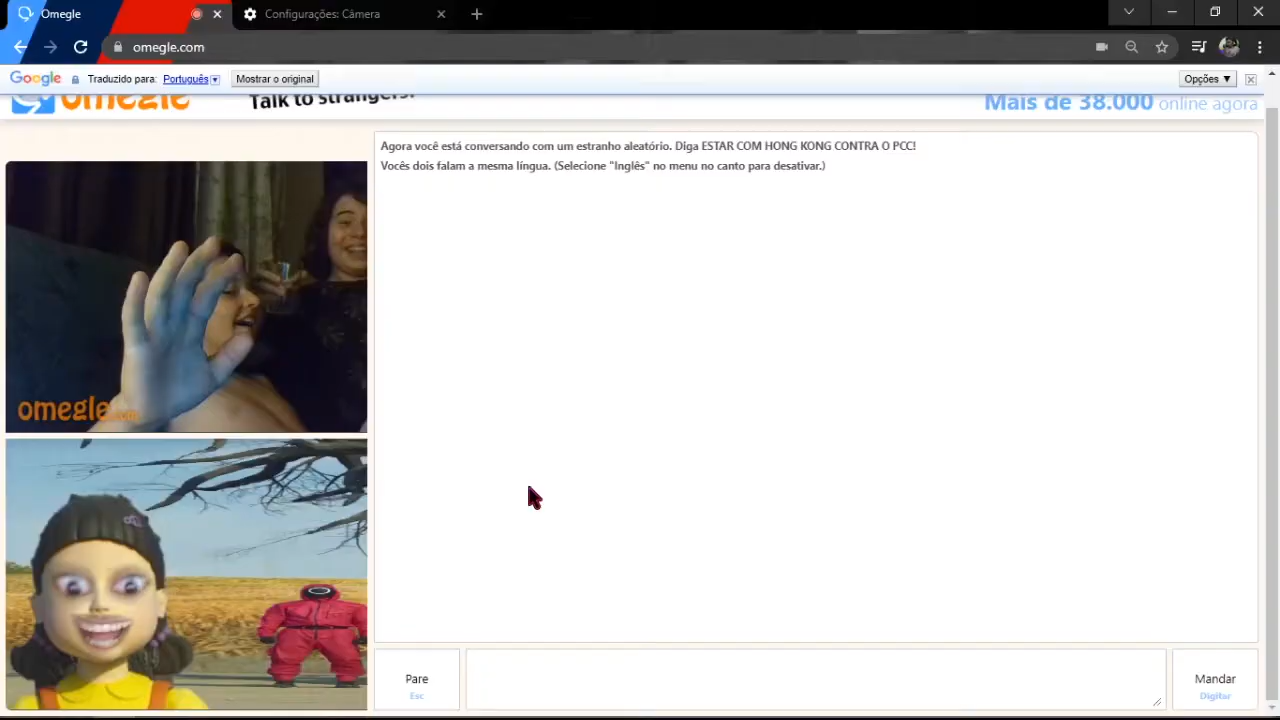 Omegle
Configurações: Câmera
omegle.com
Google Traduzido para: Português Mostrar o original Opções
omegle Talk to strangers! Mais de 38.000 online agora
Agora você está conversando com um estranho aleatório. Diga ESTAR COM HONG KONG CONTRA O PCC!
Vocês dois falam a mesma língua. (Selecione "Inglês" no menu no canto para desativar.)
omegle.com
Pare
Esc
Mandar
Digitar